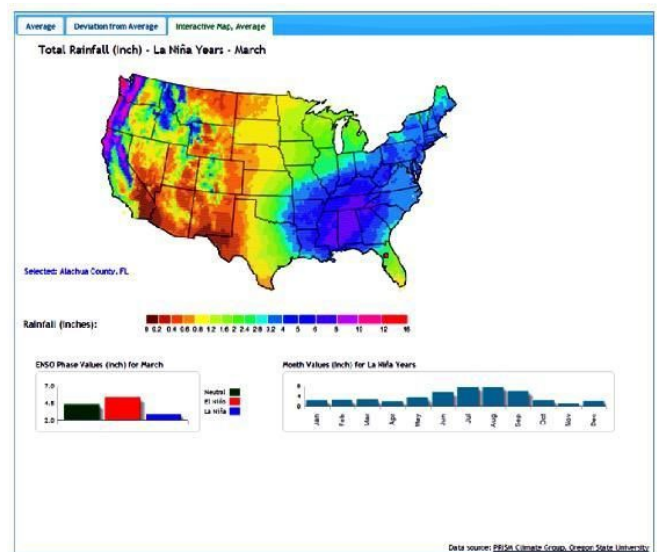 Average Deviation from Average Interactive Map, Average
Total Rainfall (inch) - La Niña Years - March
Selected: Alachua County, FL
Rainfall (inches):
0 0.2 0.4 0.6 0.8 1.2 1.6 2 2.4 2.8 3.2 4 5 6 8 10 12 16
ENSO Phase Values (inch) for March
7.0
4.5
2.0
Neutral
El Niño
La Niña
Month Values (inch) for La Niña Years
8
4
0
Jan Feb Mar Apr May Jun Jul Aug Sep Oct Nov Dec
Data source: PRISM Climate Group, Oregon State University